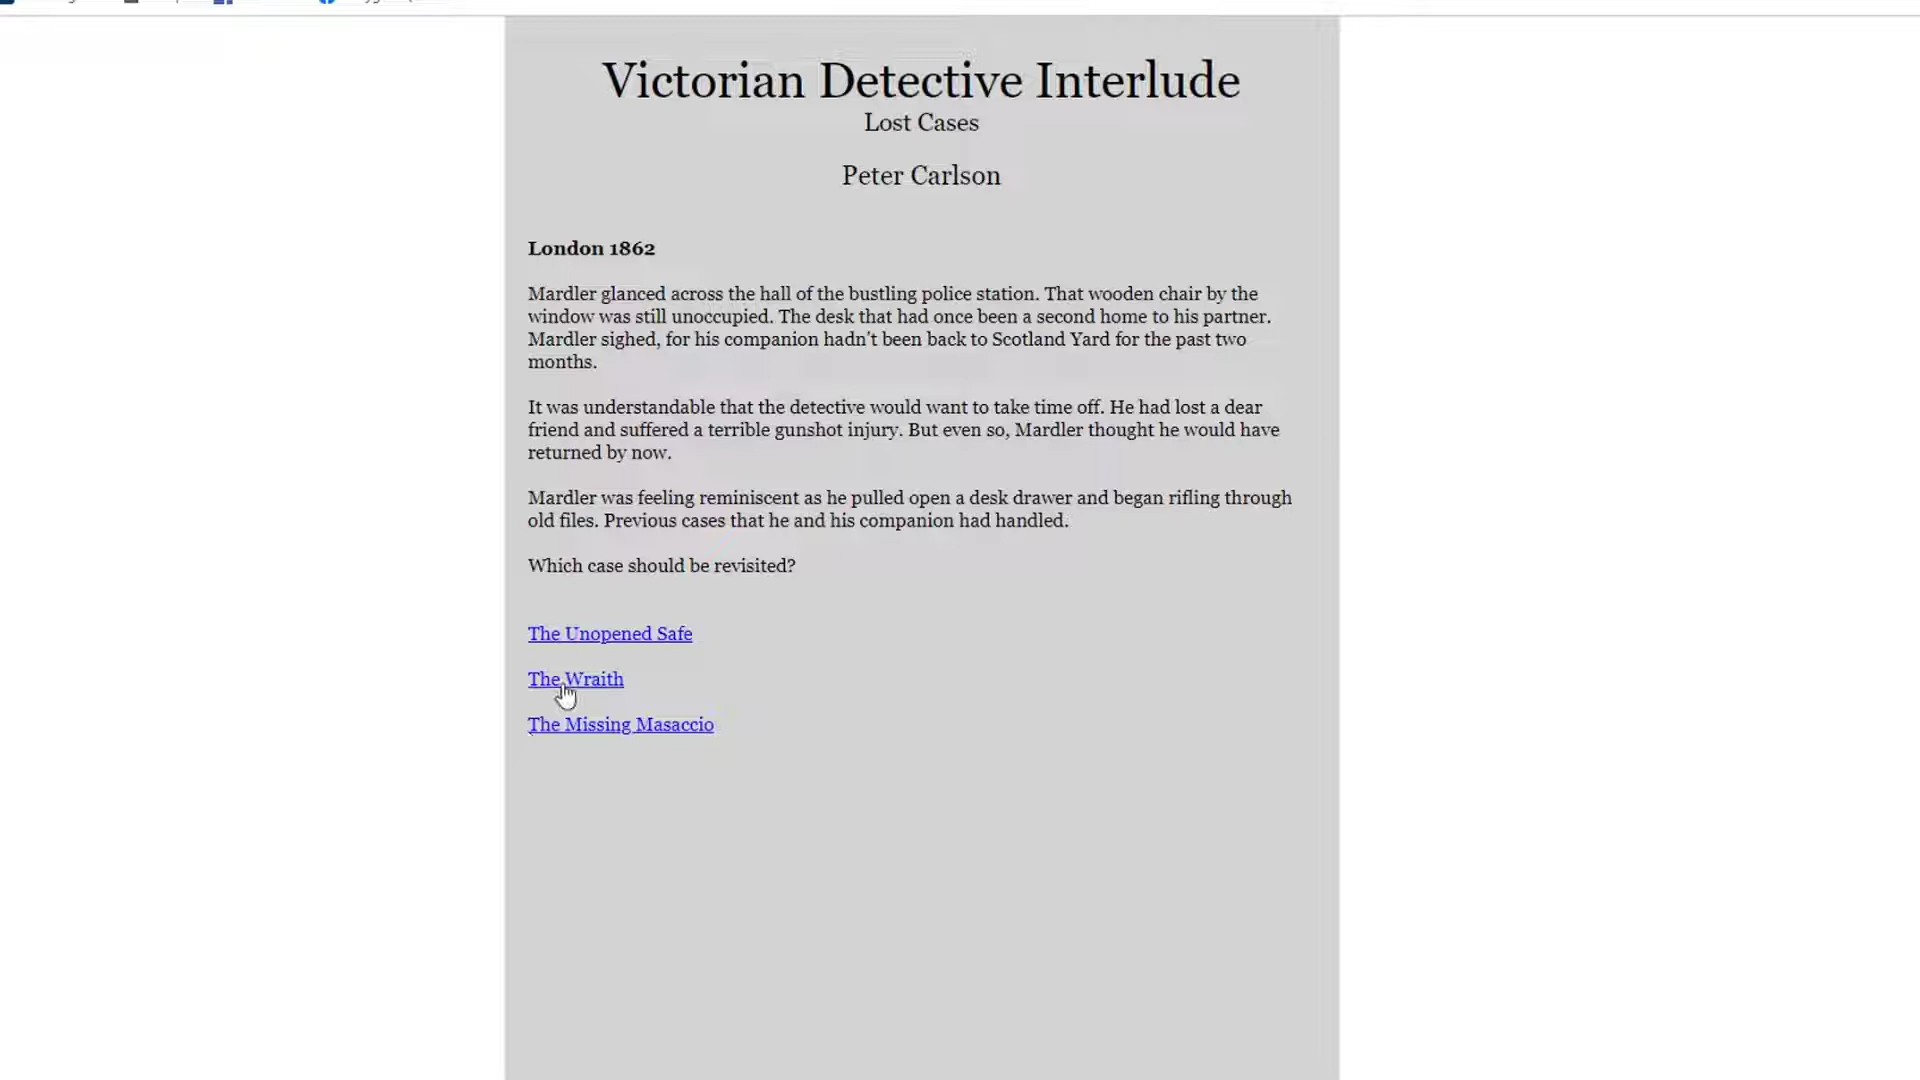 Victorian Detective Interlude
Lost Cases
Peter Carlson
London 1862
Mardler glanced across the hall of the bustling police station. That wooden chair by the
window was still unoccupied. The desk that had once been a second home to his partner.
Mardler sighed, for his companion hadn't been back to Scotland Yard for the past two
months.
It was understandable that the detective would want to take time off. He had lost a dear
friend and suffered a terrible gunshot injury. But even so, Mardler thought he would have
returned by now.
Mardler was feeling reminiscent as he pulled open a desk drawer and began rifling through
old files. Previous cases that he and his companion had handled.
Which case should be revisited?
The Unopened Safe
The Wraith
The Missing Masaccio